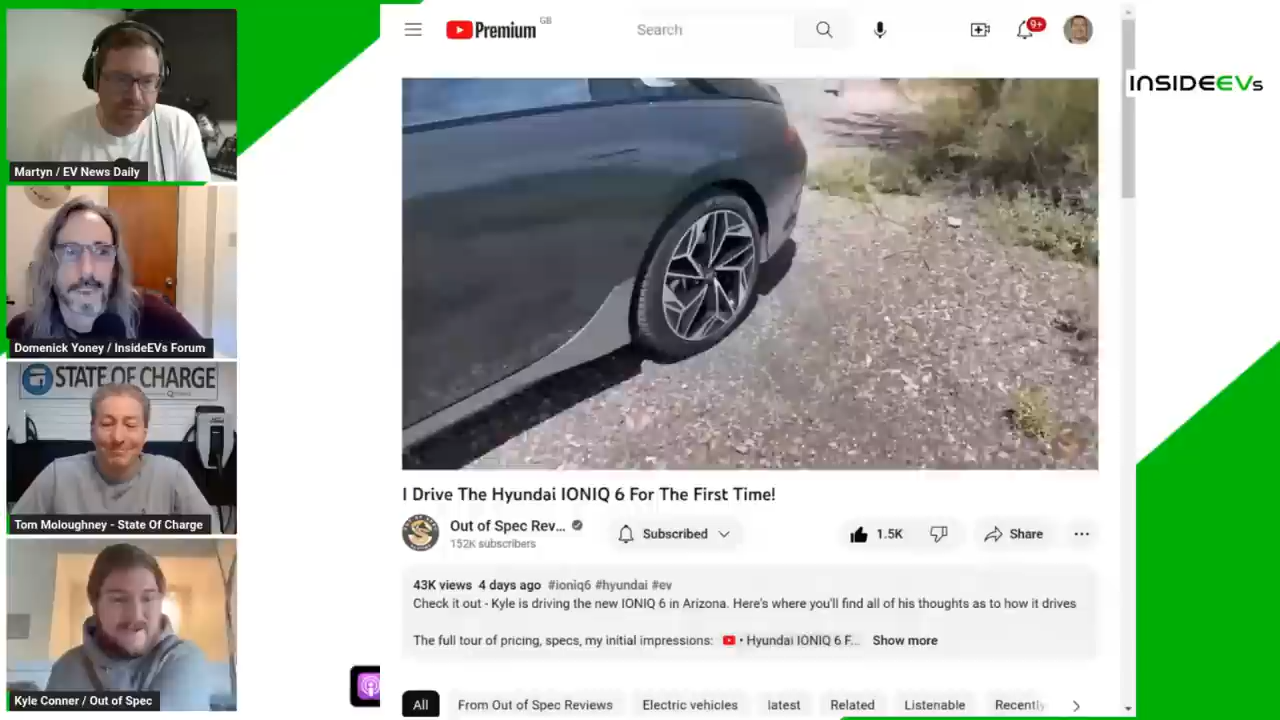 Martyn / EV News Daily
Domenick Yoney / InsideEVs Forum
STATE OF CHARGE
Tom Moloughney - State Of Charge
Kyle Conner / Out of Spec
Premium GB
Search
9+
INSIDEEVs
I Drive The Hyundai IONIQ 6 For The First Time!
Out of Spec Rev...
152K subscribers
Subscribed
1.5K
Share
43K views 4 days ago #ioniq6 #hyundai #ev
Check it out - Kyle is driving the new IONIQ 6 in Arizona. Here's where you'll find all of his thoughts as to how it drives
The full tour of pricing, specs, my initial impressions: • Hyundai IONIQ 6 F... Show more
All From Out of Spec Reviews Electric vehicles latest Related Listenable Recently